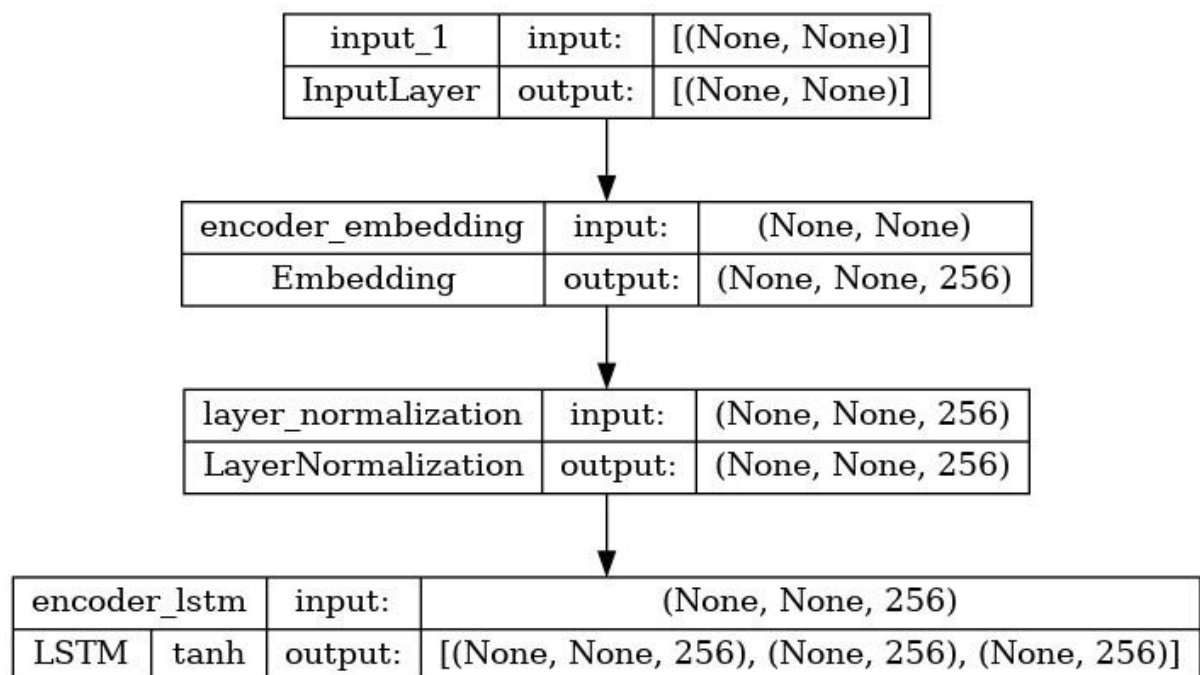 input_1 input: [(None, None)]
InputLayer output: [(None, None)]
encoder_embedding input: (None, None)
Embedding output: (None, None, 256)
layer_normalization input: (None, None, 256)
LayerNormalization output: (None, None, 256)
encoder_lstm input: (None, None, 256)
LSTM tanh output: [(None, None, 256), (None, 256), (None, 256)]